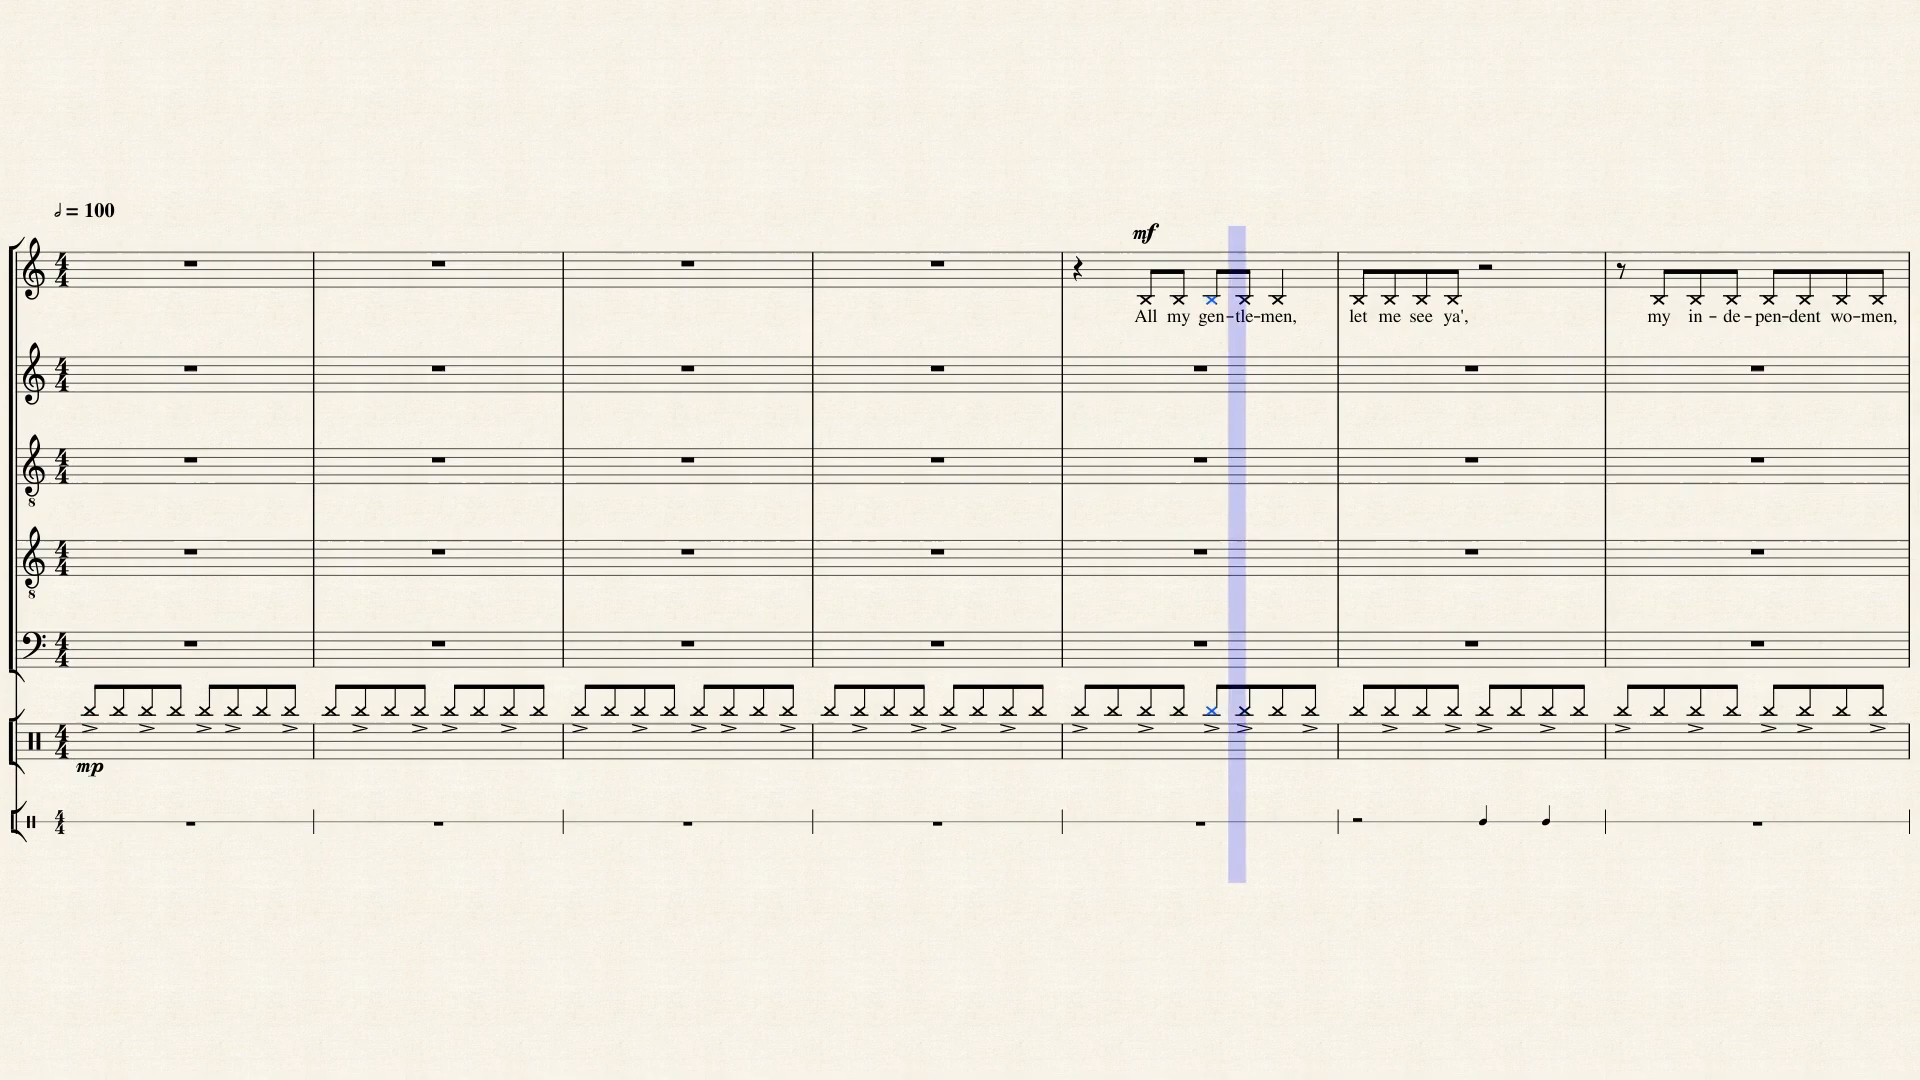 𝅗𝅥 = 100
mf
All my gen-tle-men, let me see ya', my in-de-pen-dent wo-men,
mp